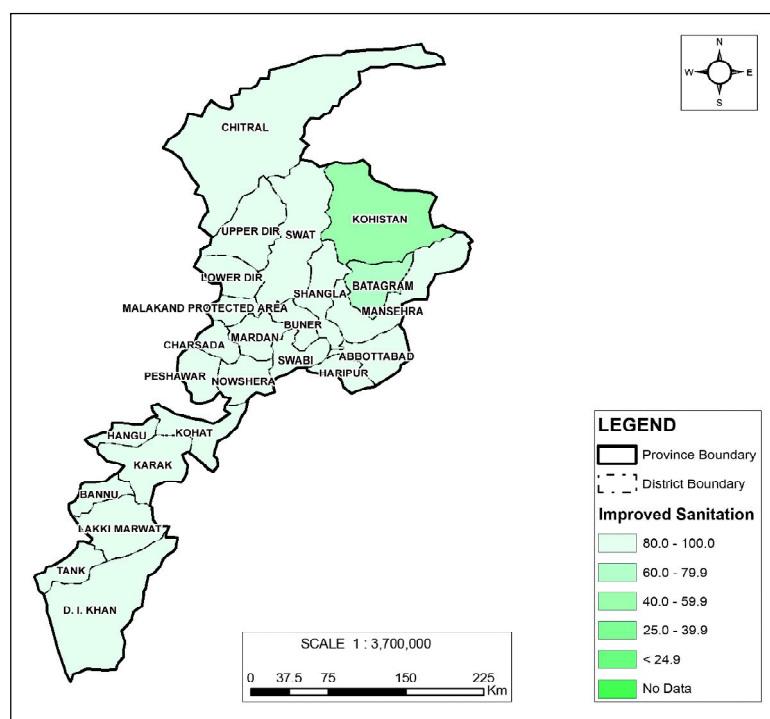 N
W E
S
CHITRAL
KOHISTAN
UPPER DIR
SWAT
LOWER DIR
BATAGRAM
SHANGLA
MALAKAND PROTECTED AREA
MANSEHRA
BUNER
MARDAN
CHARSADA
ABBOTTABAD
SWABI
HARIPUR
PESHAWAR
NOWSHERA
HANGU
KOHAT
KARAK
BANNU
LAKKI MARWAT
TANK
D. I. KHAN
LEGEND
Province Boundary
District Boundary
Improved Sanitation
80.0 - 100.0
60.0 - 79.9
40.0 - 59.9
25.0 - 39.9
< 24.9
No Data
SCALE 1 : 3,700,000
0 37.5 75 150 225
Km